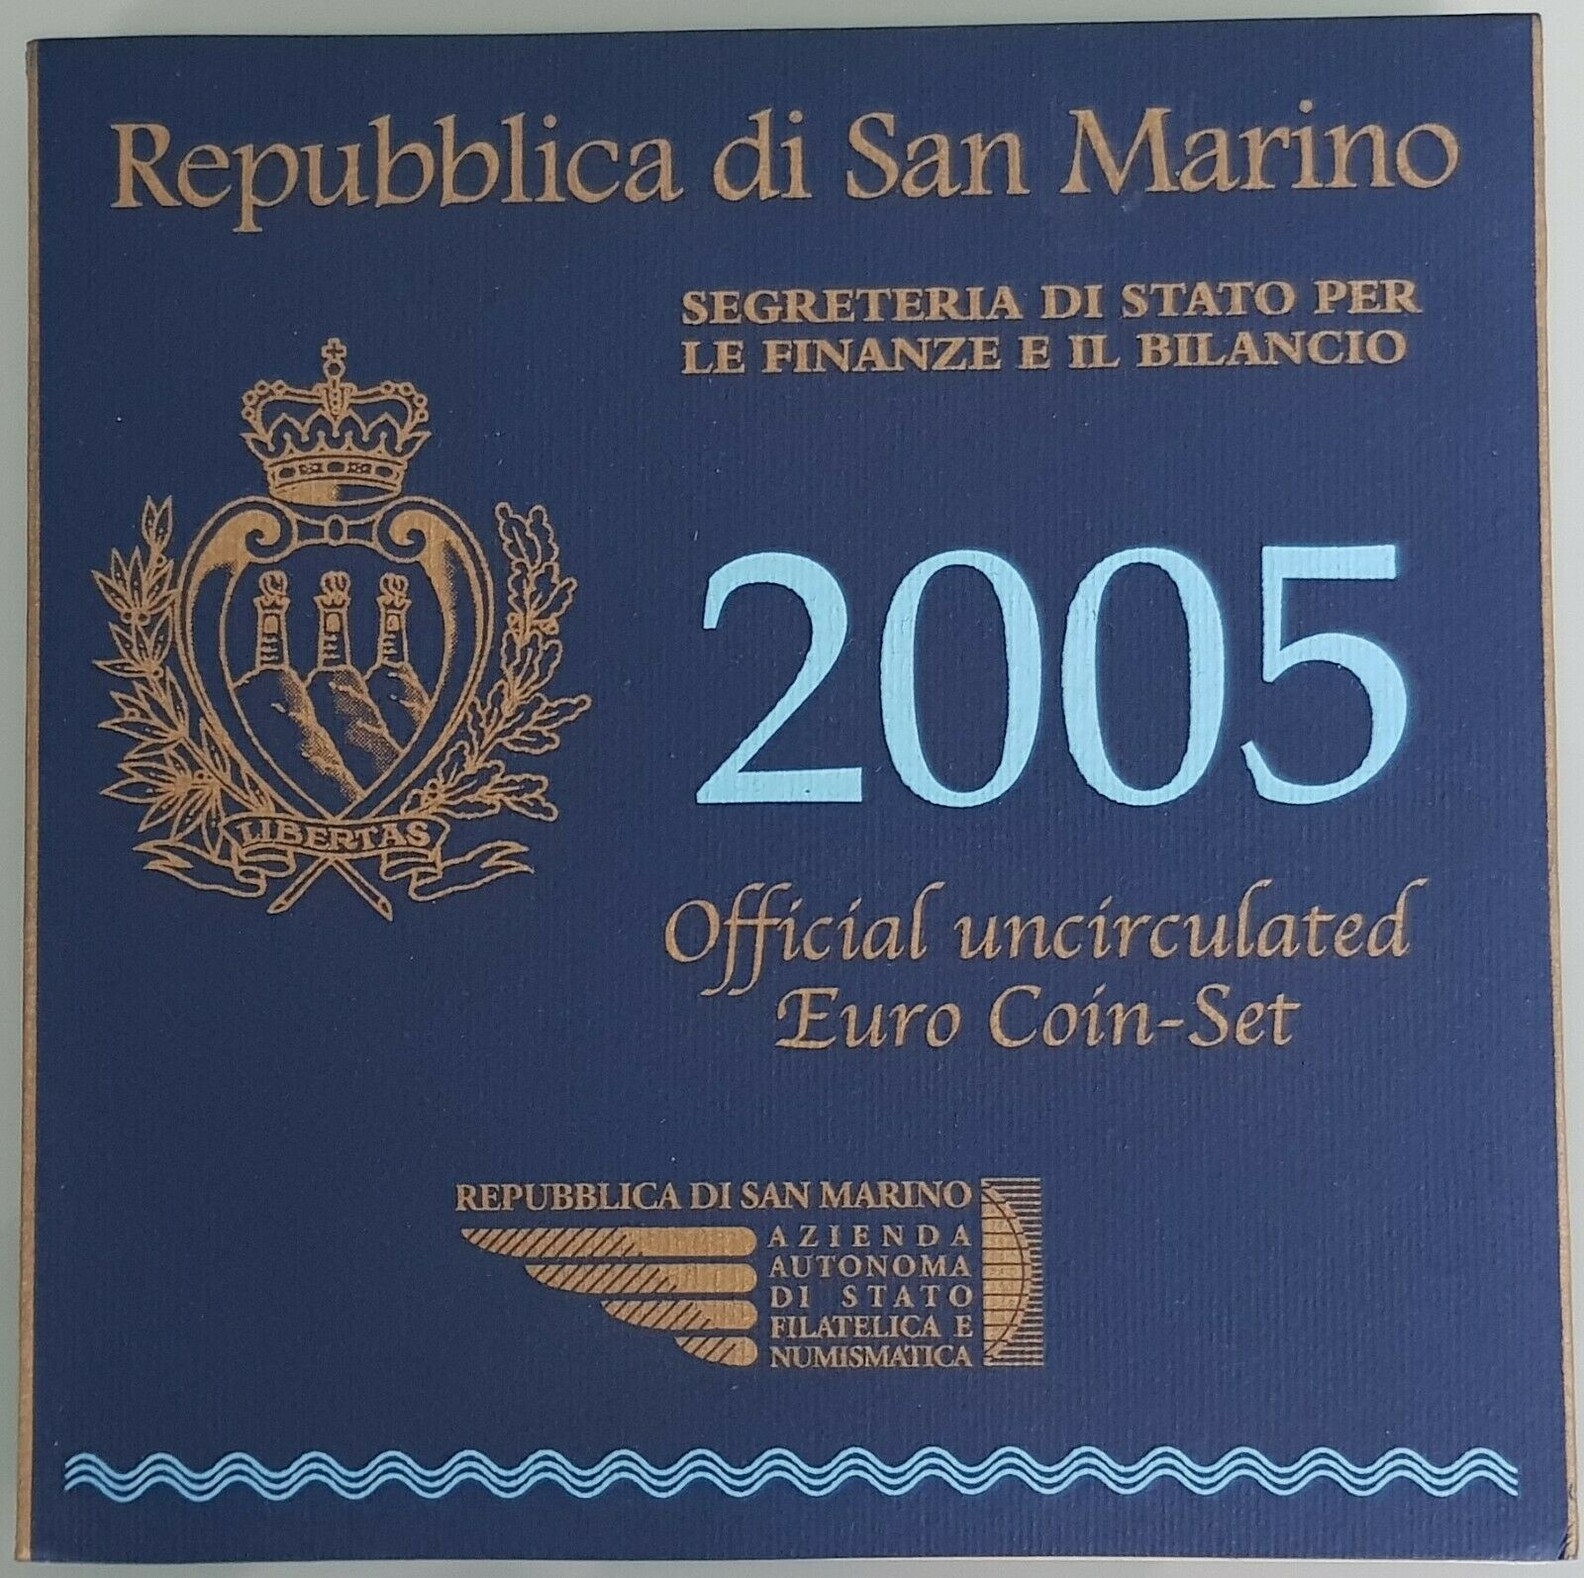 Repubblica di San Marino
SEGRETERIA DI STATO PER
LE FINANZE E IL BILANCIO
LIBERTAS
2005
Official uncirculated
Euro Coin-Set
REPUBBLICA DI SAN MARINO
AZIENDA
AUTONOMA
DI STATO
FILATELICA E
NUMISMATICA